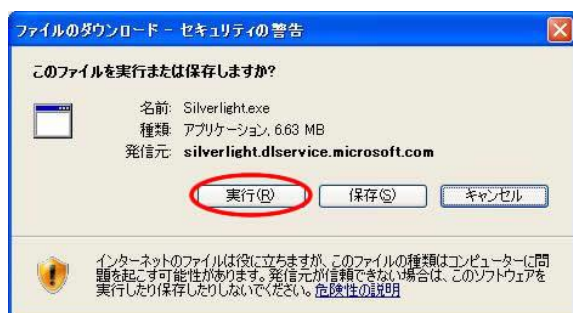 ファイルのダウンロード - セキュリティの警告
このファイルを実行または保存しますか?
名前: Silverlight.exe
種類: アプリケーション, 6.63 MB
発信元: silverlight.dlservice.microsoft.com
実行(R) 保存(S) キャンセル
インターネットのファイルは役に立ちますが、このファイルの種類はコンピューターに問
題を起こす可能性があります。発信元が信頼できない場合は、このソフトウェアを
実行したり保存したりしないでください。危険性の説明